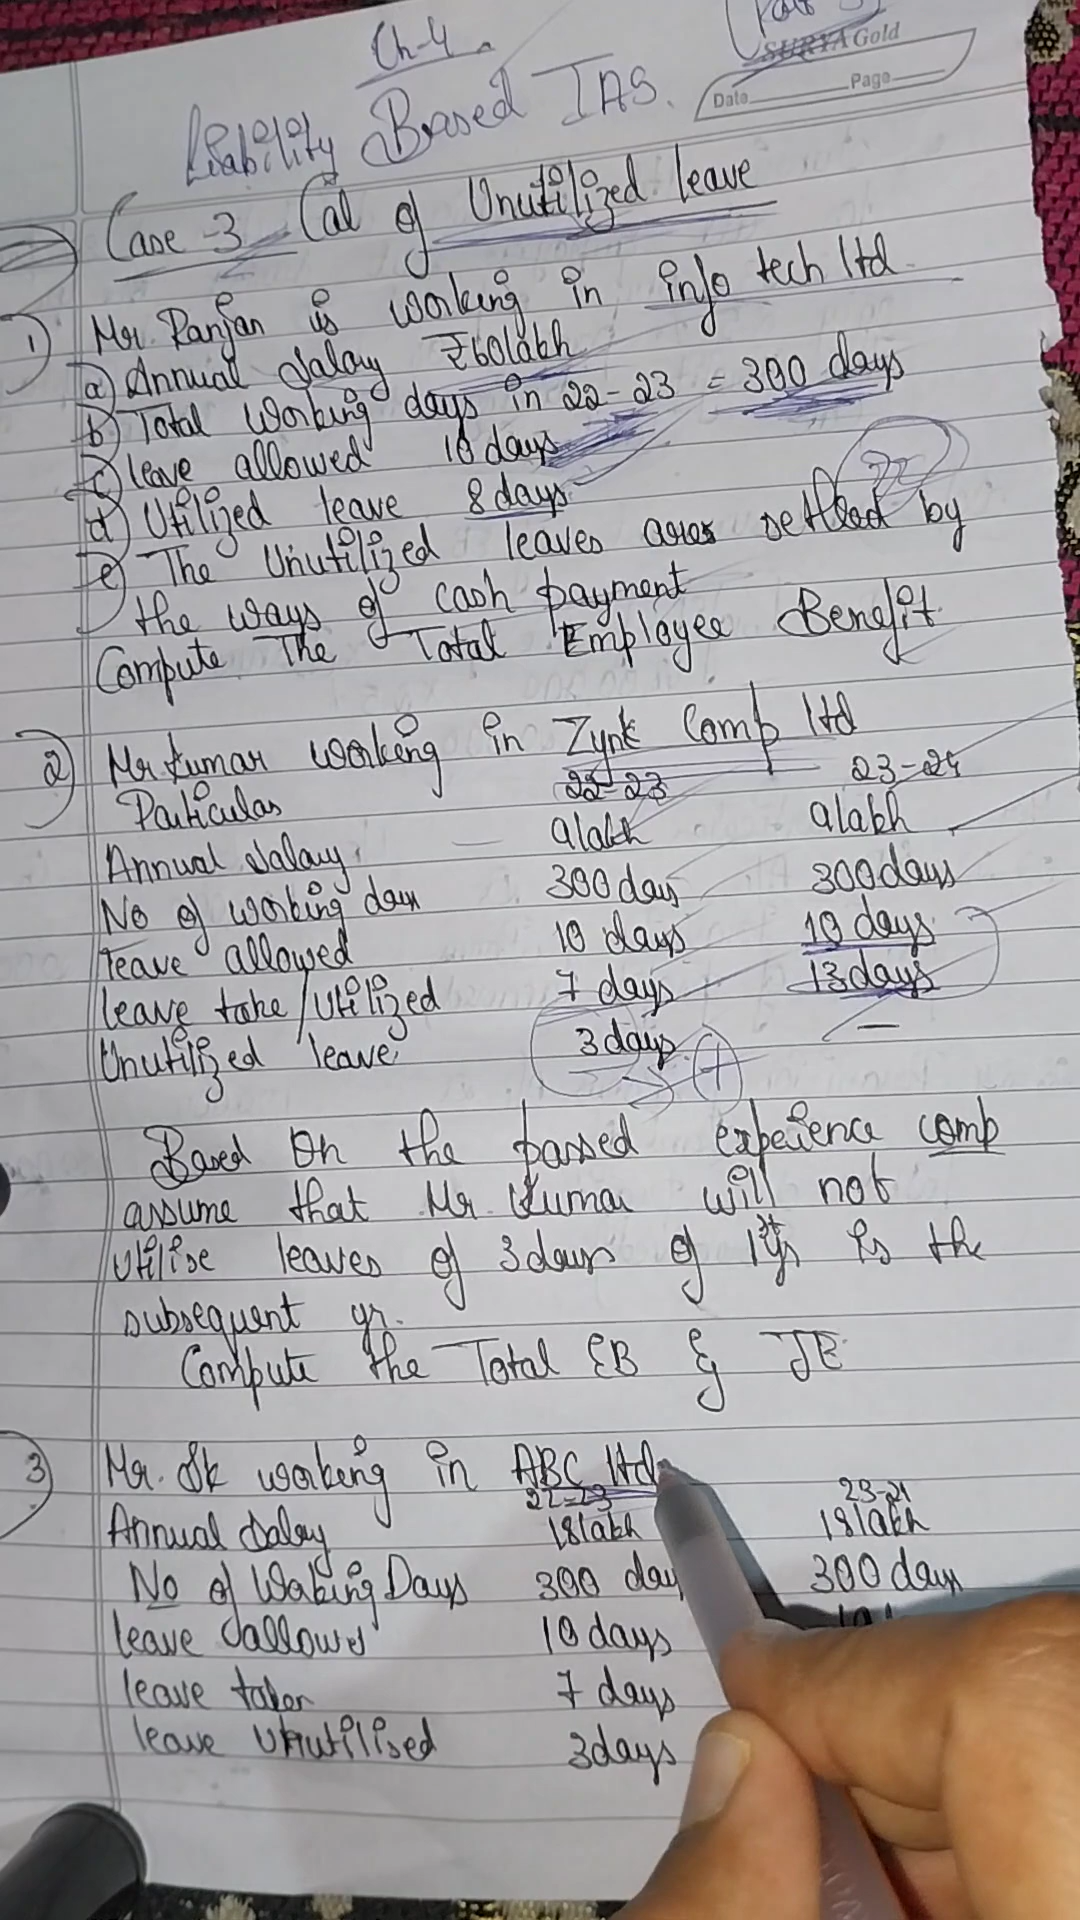 Ch-4
SURYA Gold
Date Page
Liability Based IAS.
Case-3 Cal of Unutilized leave
1) Mr. Ranjan is working in info tech ltd
a) Annual Salary ₹60lakh
b) Total Working days in 22-23 = 300 days
c) leave allowed 10 days
d) Utilized leave 8 days
e) The Unutilized leaves are settled by
the ways of cash payment
Compute The Total Employee Benefit.
2) Mr Kumar working in Zynk Comp ltd
Particulas 22-23 23-24
Annual Salary 9lakh 9lakh
No of working days 300 days 300 days
leave allowed 10 days 10 days
leave take/Utilized 7 days 13 days
Unutilized leave 3 days —
Based On the passed expeience comp
assume that Mr. Kumar will not
Utilise leaves of 3 days of 1st yr is the
subsequent yr.
Compute the Total EB & JE
3) Mr. Sk working in ABC ltd
22-23
Annual Salay 18lakh 18lakh
No of Woking Days 300 day 300 days
leave allowed 10 days
leave taken 7 days
leave Unutilised 3 days